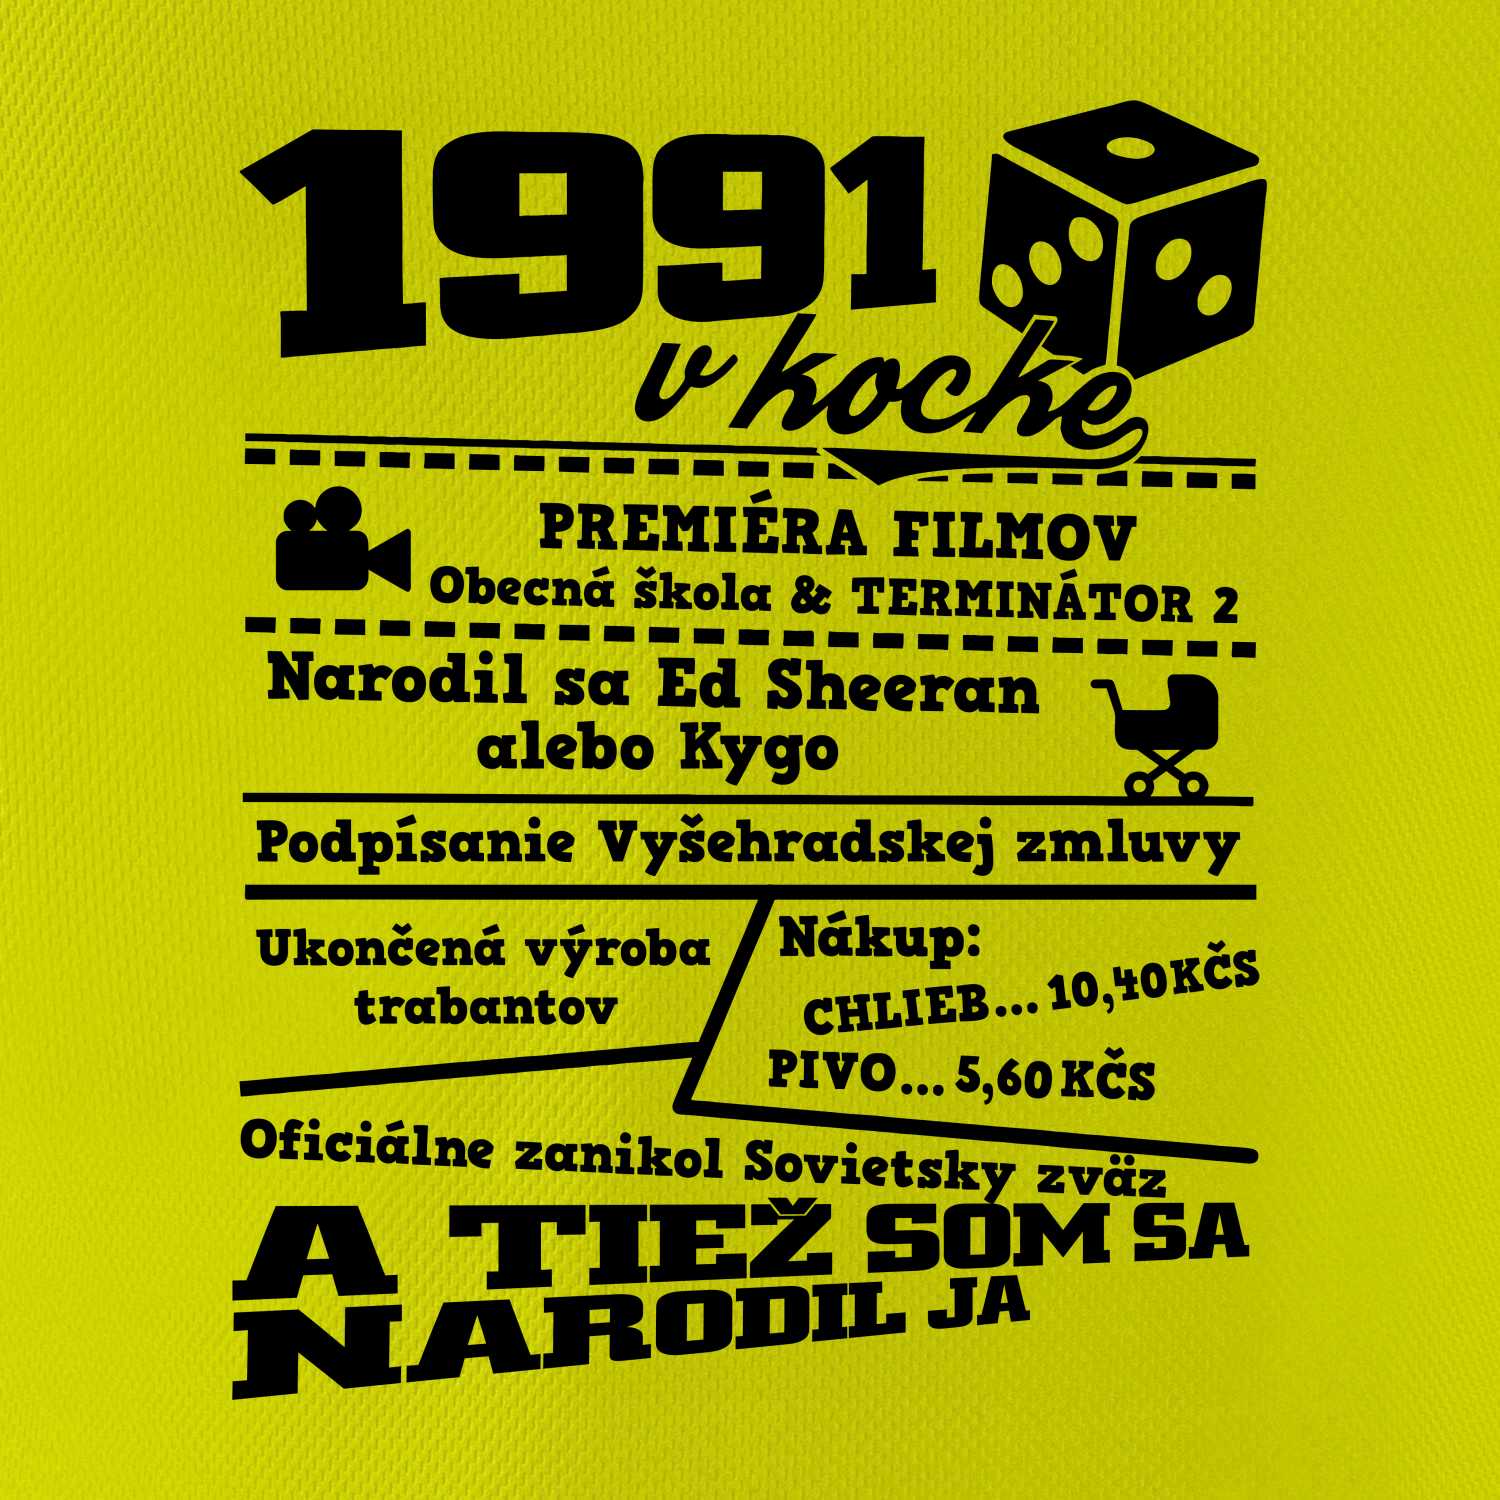 1991
v kocke
PREMIÉRA FILMOV
Obecná škola & TERMINÁTOR 2
Narodil sa Ed Sheeran
alebo Kygo
Podpísanie Vyšehradskej zmluvy
Ukončená výroba
trabantov
Nákup:
CHLIEB... 10,40 KČS
PIVO... 5,60 KČS
Oficiálne zanikol Sovietsky zväz
A TIEŽ SOM SA
NARODIL JA